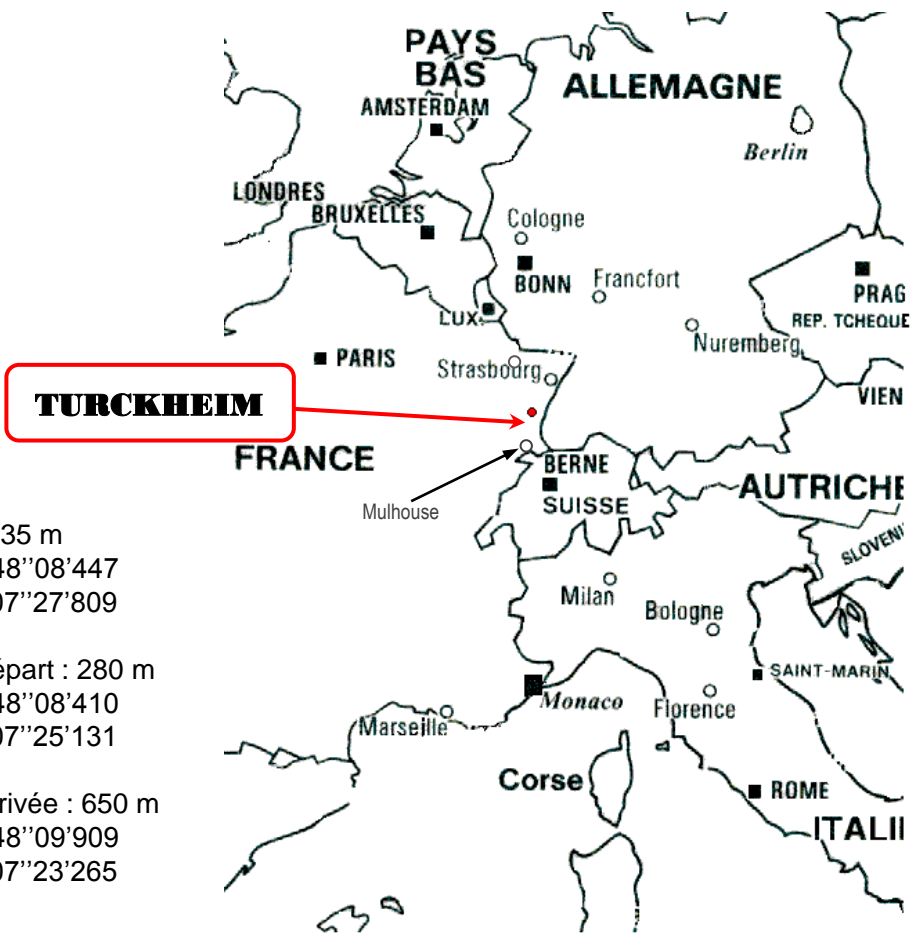 PAYS
BAS
ALLEMAGNE
AMSTERDAM
Berlin
LONDRES
BRUXELLES
Cologne
BONN
Francfort
PRAG
REP. TCHEQUE
LUX.
Nuremberg
PARIS
Strasbourg
VIEN
TURCKHEIM
FRANCE
BERNE
SUISSE
AUTRICHE
Mulhouse
SLOVENI
35 m
48’’08’447
07’’27’809
Milan
Bologne
épart : 280 m
48’’08’410
07’’25’131
SAINT-MARIN
Monaco
Florence
Marseille
Corse
ROME
rivée : 650 m
48’’09’909
07’’23’265
ITALI